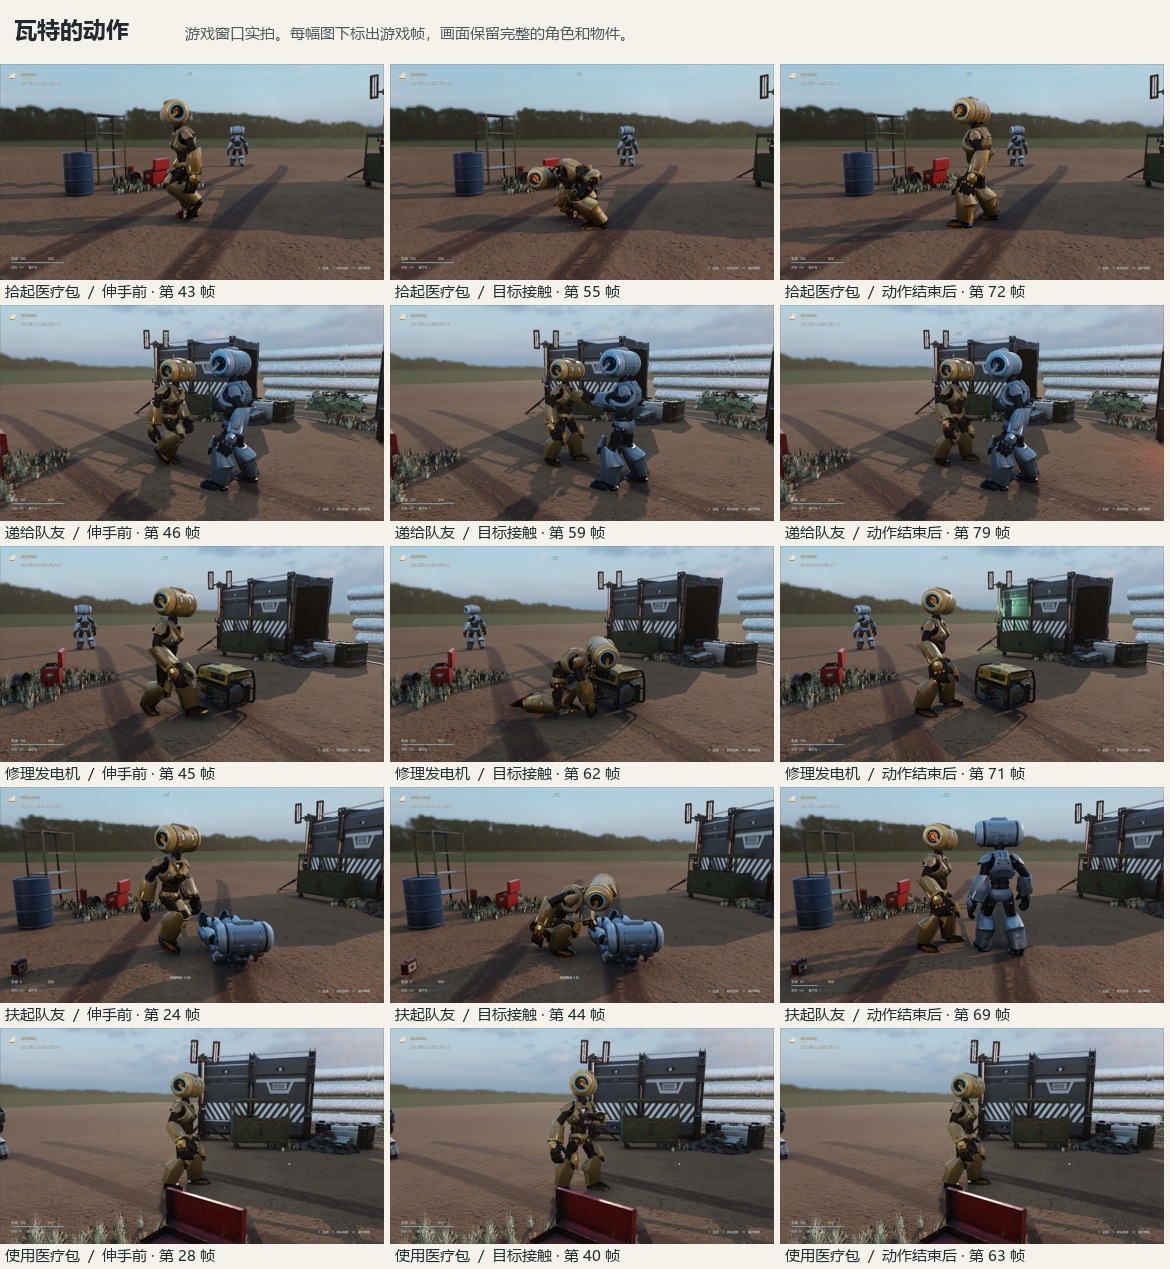 瓦特的动作
游戏窗口实拍。每幅图下标出游戏帧，画面保留完整的角色和物件。
拾起医疗包 / 伸手前 · 第 43 帧
拾起医疗包 / 目标接触 · 第 55 帧
拾起医疗包 / 动作结束后 · 第 72 帧
递给队友 / 伸手前 · 第 46 帧
递给队友 / 目标接触 · 第 59 帧
递给队友 / 动作结束后 · 第 79 帧
修理发电机 / 伸手前 · 第 45 帧
修理发电机 / 目标接触 · 第 62 帧
修理发电机 / 动作结束后 · 第 71 帧
扶起队友 / 伸手前 · 第 24 帧
扶起队友 / 目标接触 · 第 44 帧
扶起队友 / 动作结束后 · 第 69 帧
使用医疗包 / 伸手前 · 第 28 帧
使用医疗包 / 目标接触 · 第 40 帧
使用医疗包 / 动作结束后 · 第 63 帧